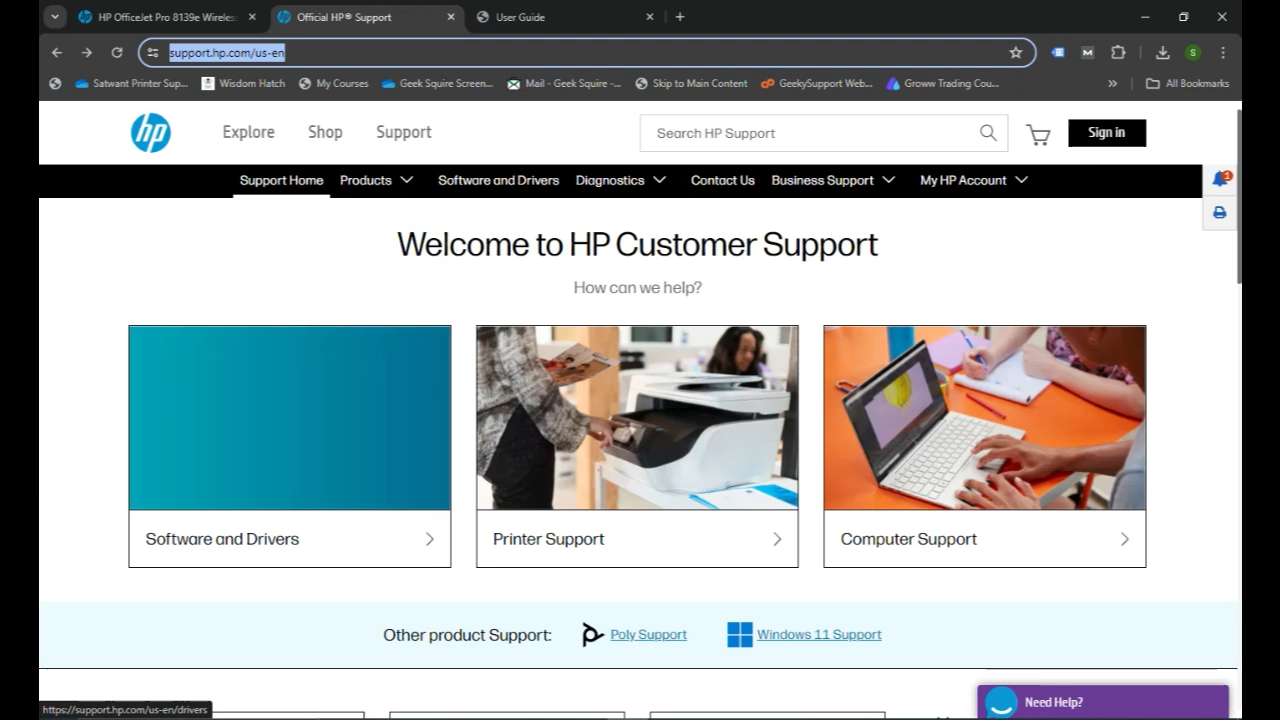 HP OfficeJet Pro 8139e Wireles
Official HP® Support
User Guide
support.hp.com/us-en
S
Satwant Printer Sup...
Wisdom Hatch
My Courses
Geek Squire Screen...
Mail - Geek Squire -...
Skip to Main Content
GeekySupport Web...
Groww Trading Cou...
All Bookmarks
hp
Explore
Shop
Support
Search HP Support
Sign in
Support Home
Products
Software and Drivers
Diagnostics
Contact Us
Business Support
My HP Account
1
Welcome to HP Customer Support
How can we help?
Software and Drivers
Printer Support
Computer Support
Other product Support:
Poly Support
Windows 11 Support
https://support.hp.com/us-en/drivers
Need Help?